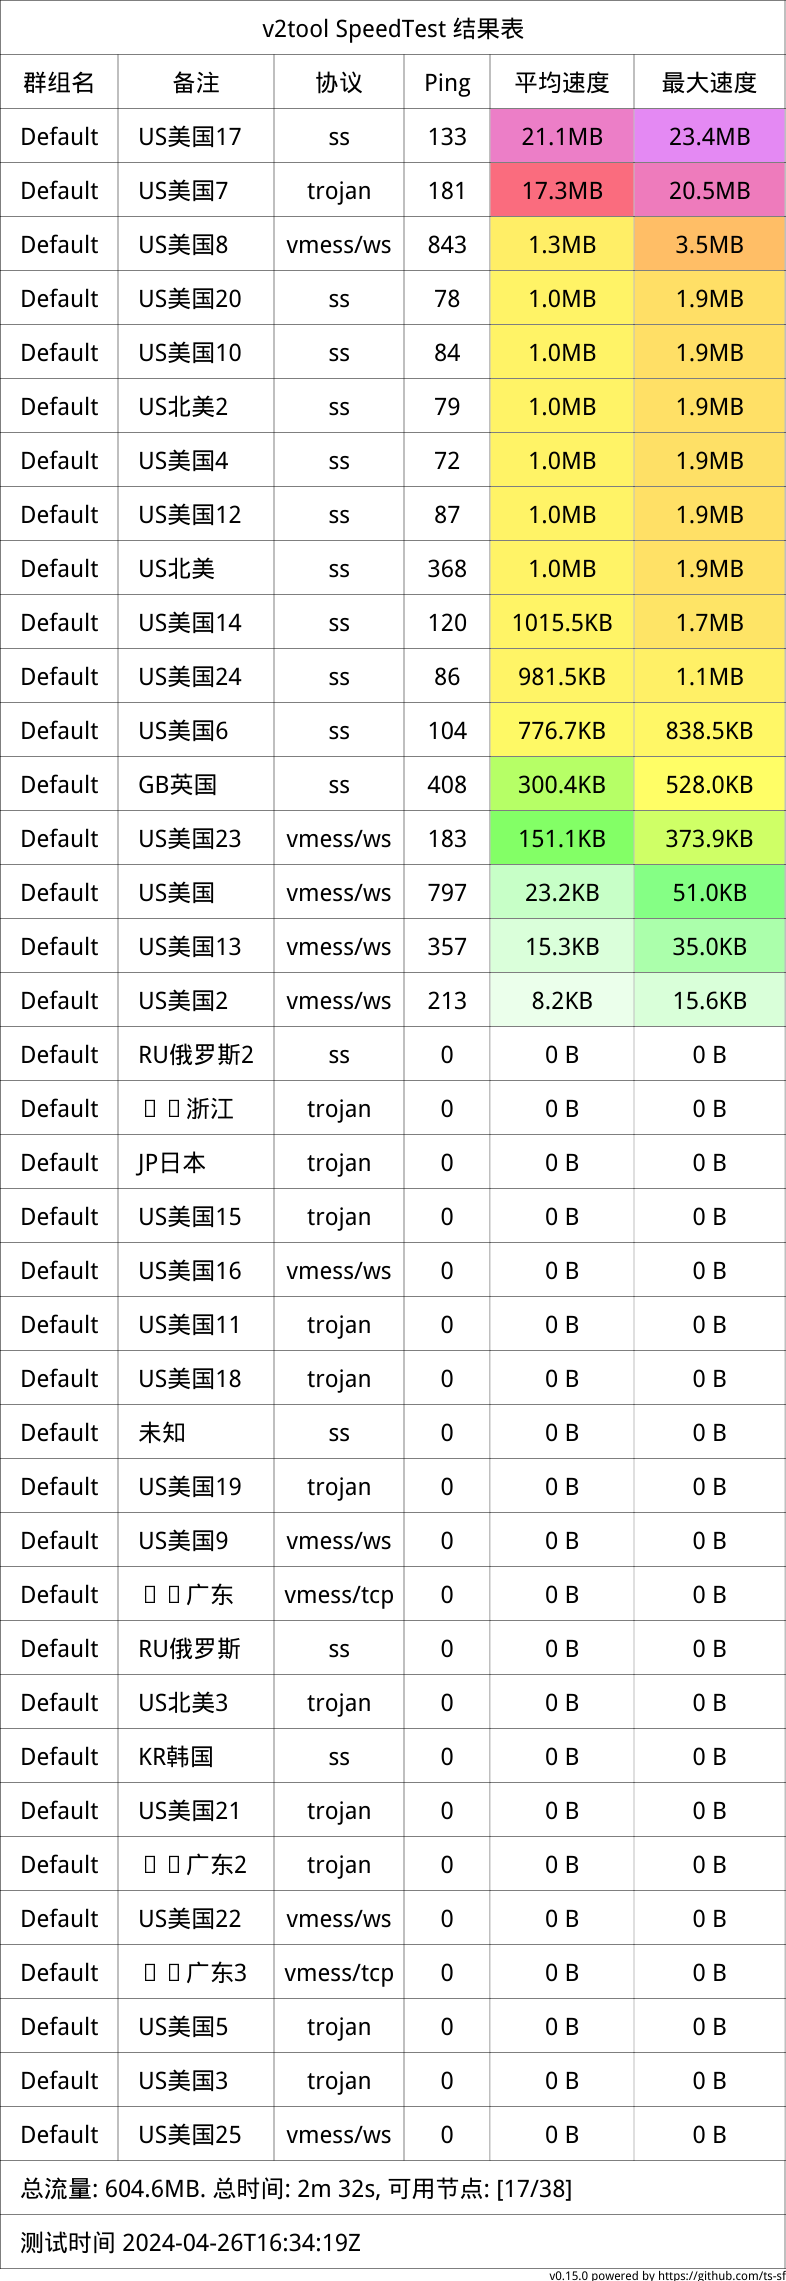 v2tool SpeedTest 结果表
群组名 备注 协议 Ping 平均速度 最大速度
Default US美国17 ss 133 21.1MB 23.4MB
Default US美国7 trojan 181 17.3MB 20.5MB
Default US美国8 vmess/ws 843 1.3MB 3.5MB
Default US美国20 ss 78 1.0MB 1.9MB
Default US美国10 ss 84 1.0MB 1.9MB
Default US北美2 ss 79 1.0MB 1.9MB
Default US美国4 ss 72 1.0MB 1.9MB
Default US美国12 ss 87 1.0MB 1.9MB
Default US北美 ss 368 1.0MB 1.9MB
Default US美国14 ss 120 1015.5KB 1.7MB
Default US美国24 ss 86 981.5KB 1.1MB
Default US美国6 ss 104 776.7KB 838.5KB
Default GB英国 ss 408 300.4KB 528.0KB
Default US美国23 vmess/ws 183 151.1KB 373.9KB
Default US美国 vmess/ws 797 23.2KB 51.0KB
Default US美国13 vmess/ws 357 15.3KB 35.0KB
Default US美国2 vmess/ws 213 8.2KB 15.6KB
Default RU俄罗斯2 ss 0 0 B 0 B
Default 浙江 trojan 0 0 B 0 B
Default JP日本 trojan 0 0 B 0 B
Default US美国15 trojan 0 0 B 0 B
Default US美国16 vmess/ws 0 0 B 0 B
Default US美国11 trojan 0 0 B 0 B
Default US美国18 trojan 0 0 B 0 B
Default 未知 ss 0 0 B 0 B
Default US美国19 trojan 0 0 B 0 B
Default US美国9 vmess/ws 0 0 B 0 B
Default 广东 vmess/tcp 0 0 B 0 B
Default RU俄罗斯 ss 0 0 B 0 B
Default US北美3 trojan 0 0 B 0 B
Default KR韩国 ss 0 0 B 0 B
Default US美国21 trojan 0 0 B 0 B
Default 广东2 trojan 0 0 B 0 B
Default US美国22 vmess/ws 0 0 B 0 B
Default 广东3 vmess/tcp 0 0 B 0 B
Default US美国5 trojan 0 0 B 0 B
Default US美国3 trojan 0 0 B 0 B
Default US美国25 vmess/ws 0 0 B 0 B
总流量: 604.6MB. 总时间: 2m 32s, 可用节点: [17/38]
测试时间 2024-04-26T16:34:19Z
v0.15.0 powered by https://github.com/ts-sf